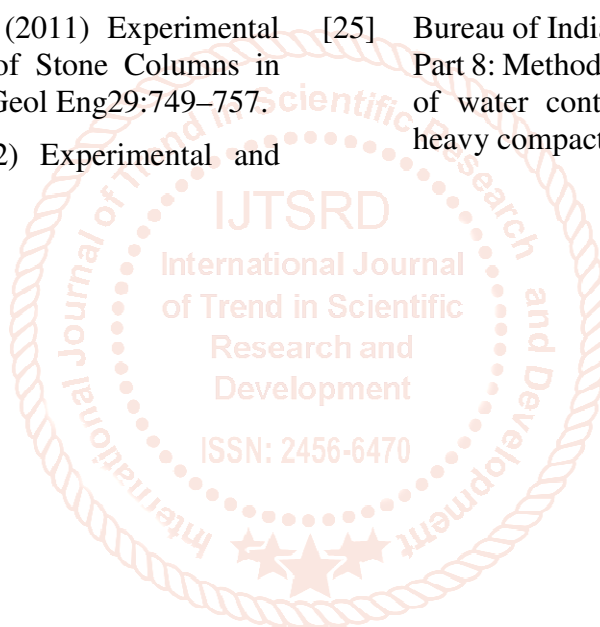 (2011) Experimental
of Stone Columns in
Geol Eng29:749–757.
2) Experimental and
[25] Bureau of India
Part 8: Method
of water cont
heavy compact
International Journal of Trend in Scientific Research and Development
IJTSRD
International Journal
of Trend in Scientific
Research and
Development
ISSN: 2456-6470